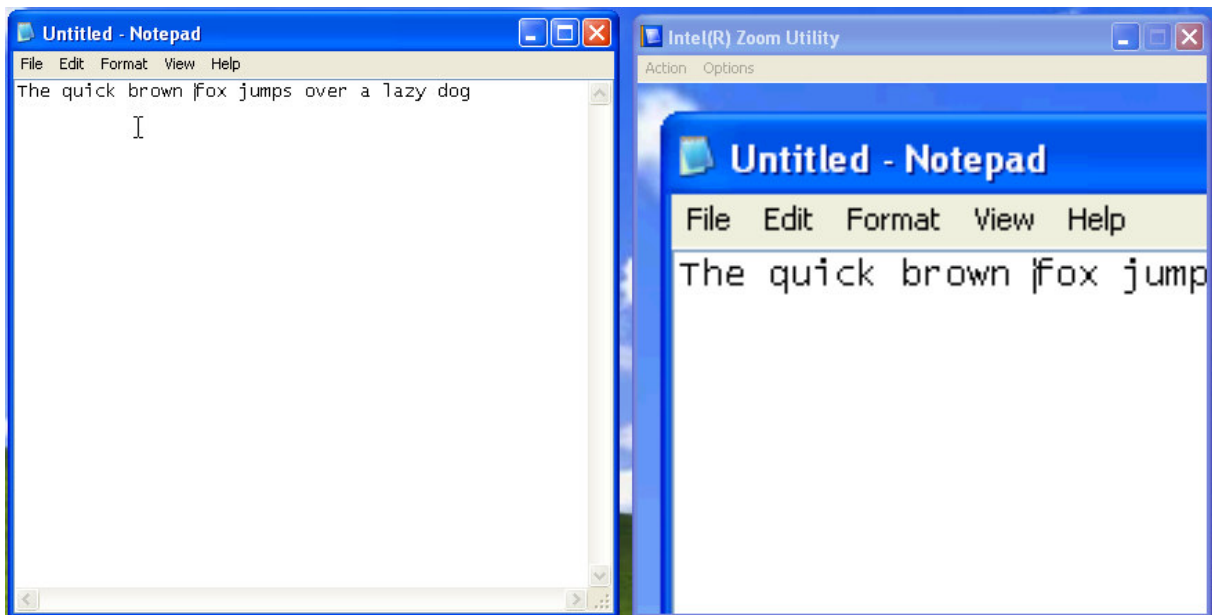 Untitled - Notepad
File Edit Format View Help
The quick brown fox jumps over a lazy dog
Intel(R) Zoom Utility
Action Options
Untitled - Notepad
File Edit Format View Help
The quick brown fox jump